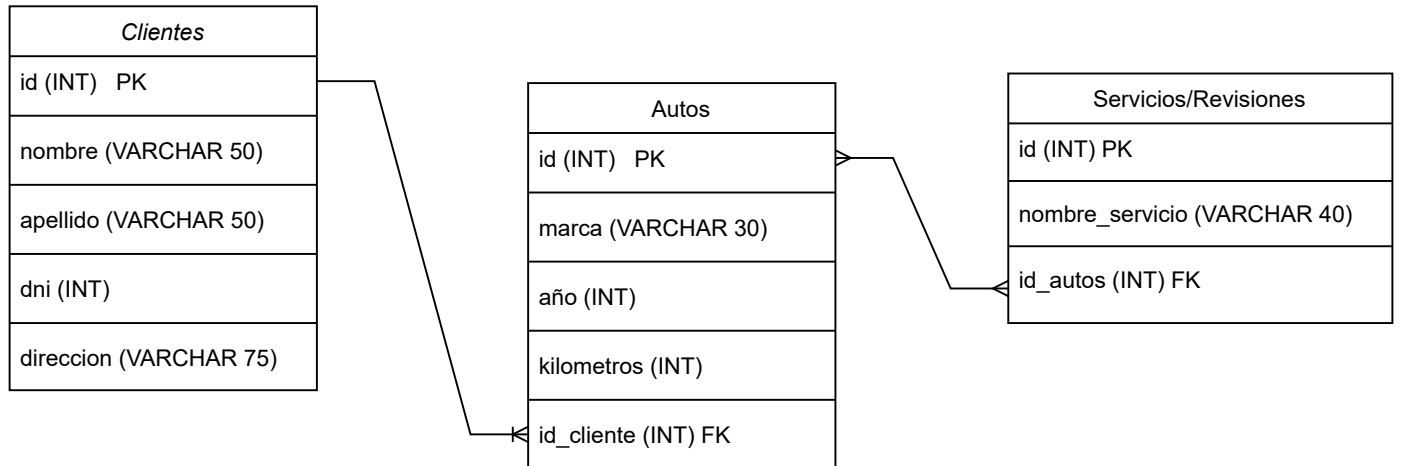 Clientes
id (INT) PK
nombre (VARCHAR 50)
apellido (VARCHAR 50)
dni (INT)
direccion (VARCHAR 75)
Autos
id (INT) PK
marca (VARCHAR 30)
año (INT)
kilometros (INT)
id_cliente (INT) FK
Servicios/Revisiones
id (INT) PK
nombre_servicio (VARCHAR 40)
id_autos (INT) FK